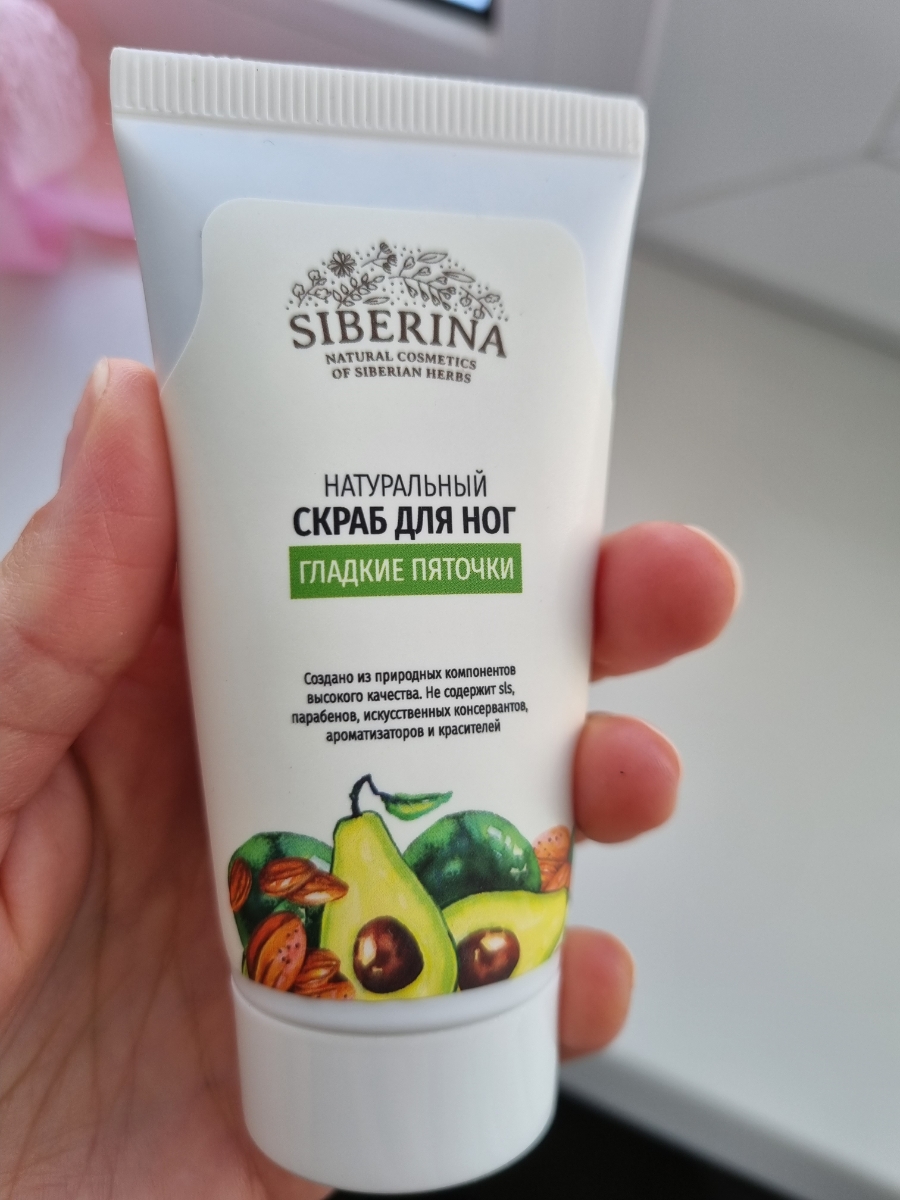 SIBERINA
NATURAL COSMETICS
OF SIBERIAN HERBS
НАТУРАЛЬНЫЙ
СКРАБ ДЛЯ НОГ
ГЛАДКИЕ ПЯТОЧКИ
Создано из природных компонентов
высокого качества. Не содержит sls,
парабенов, искусственных консервантов,
ароматизаторов и красителей